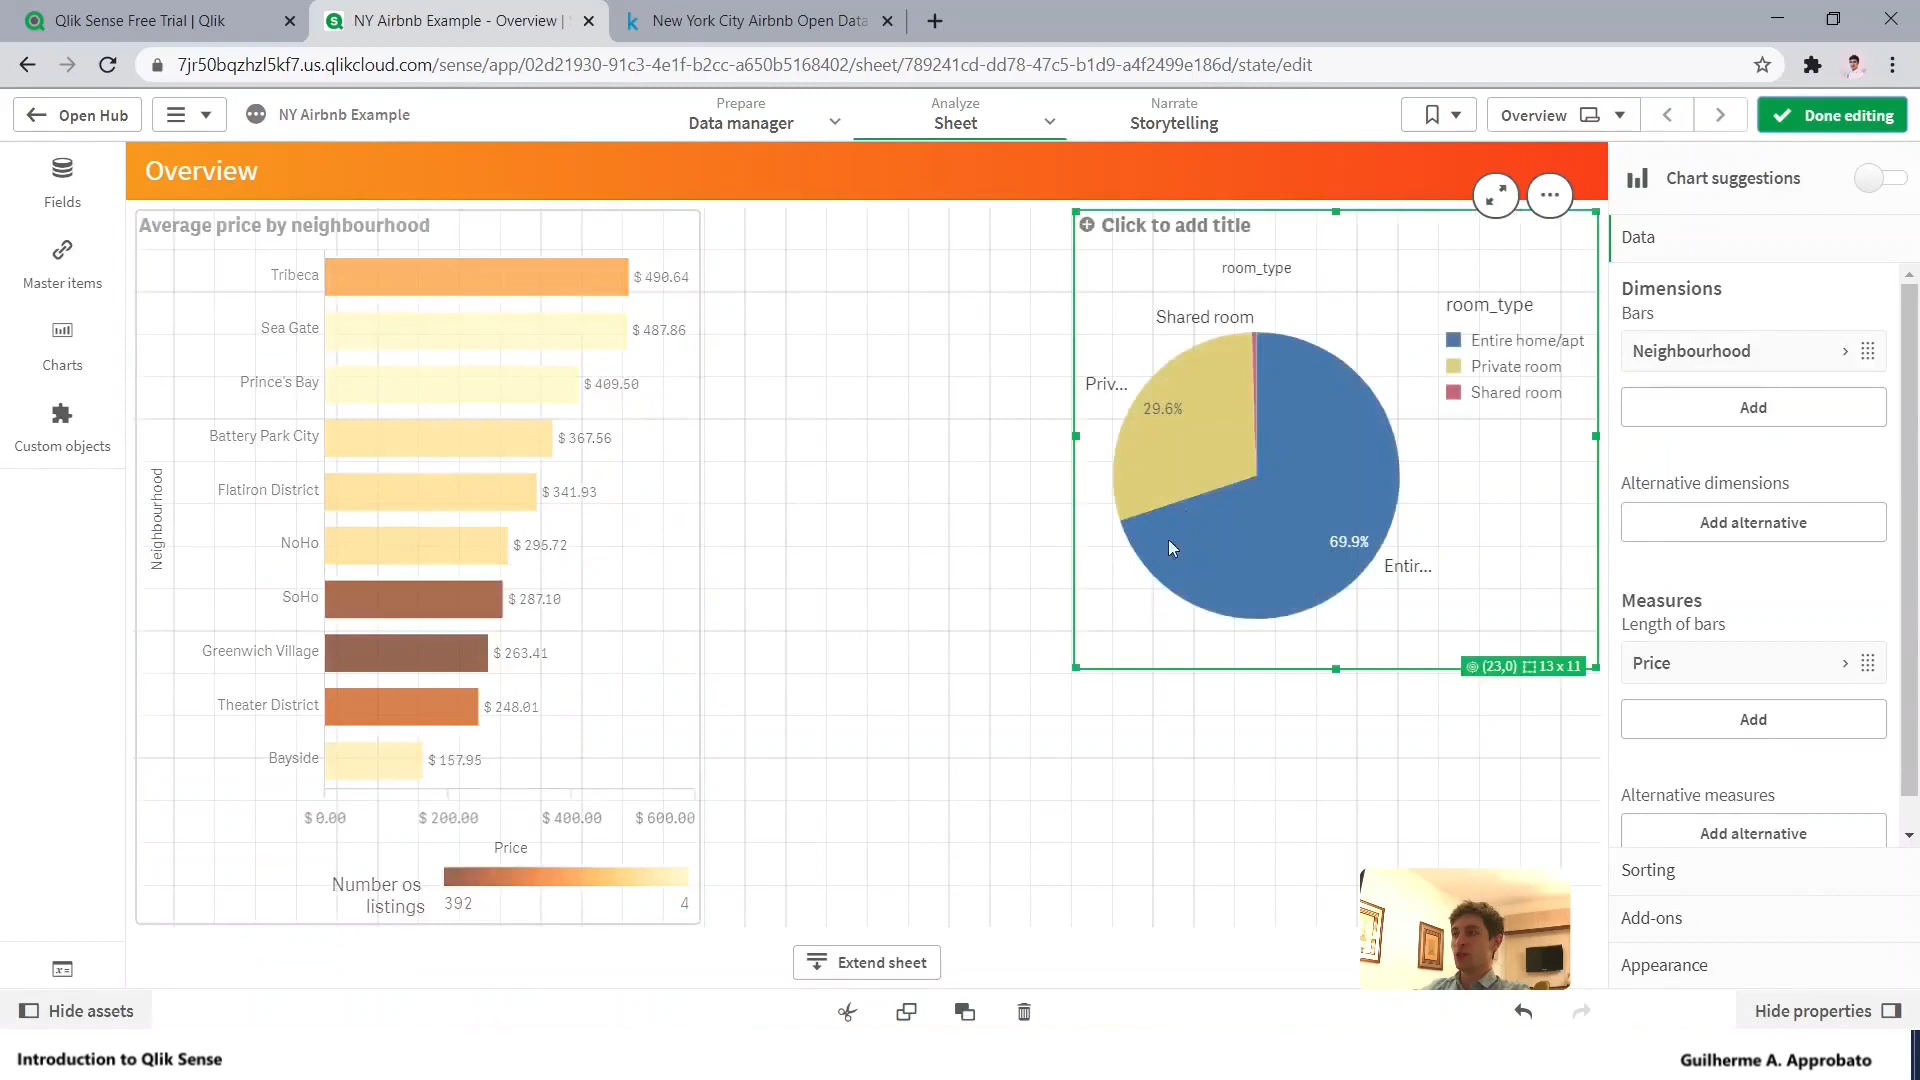 Qlik Sense Free Trial | Qlik
NY Airbnb Example - Overview |
New York City Airbnb Open Data
7jr50bqzhzl5kf7.us.qlikcloud.com/sense/app/02d21930-91c3-4e1f-b2cc-a650b5168402/sheet/789241cd-dd78-47c5-b1d9-a4f2499e186d/state/edit
Open Hub
NY Airbnb Example
Prepare
Data manager
Analyze
Sheet
Narrate
Storytelling
Overview
Done editing
Fields
Master items
Charts
Custom objects
Overview
Average price by neighbourhood
Neighbourhood
Tribeca $ 490.64
Sea Gate $ 487.86
Prince's Bay $ 409.50
Battery Park City $ 367.56
Flatiron District $ 341.93
NoHo $ 295.72
SoHo $ 287.10
Greenwich Village $ 263.41
Theater District $ 248.01
Bayside $ 157.95
$ 0.00 $ 200.00 $ 400.00 $ 600.00
Price
Number os
listings
392 4
Click to add title
room_type
Shared room
Priv...
29.6%
69.9%
Entir...
room_type
Entire home/apt
Private room
Shared room
(23,0) 13 x 11
Chart suggestions
Data
Dimensions
Bars
Neighbourhood
Add
Alternative dimensions
Add alternative
Measures
Length of bars
Price
Add
Alternative measures
Add alternative
Sorting
Add-ons
Appearance
Extend sheet
Hide assets
Hide properties
Introduction to Qlik Sense
Guilherme A. Approbato